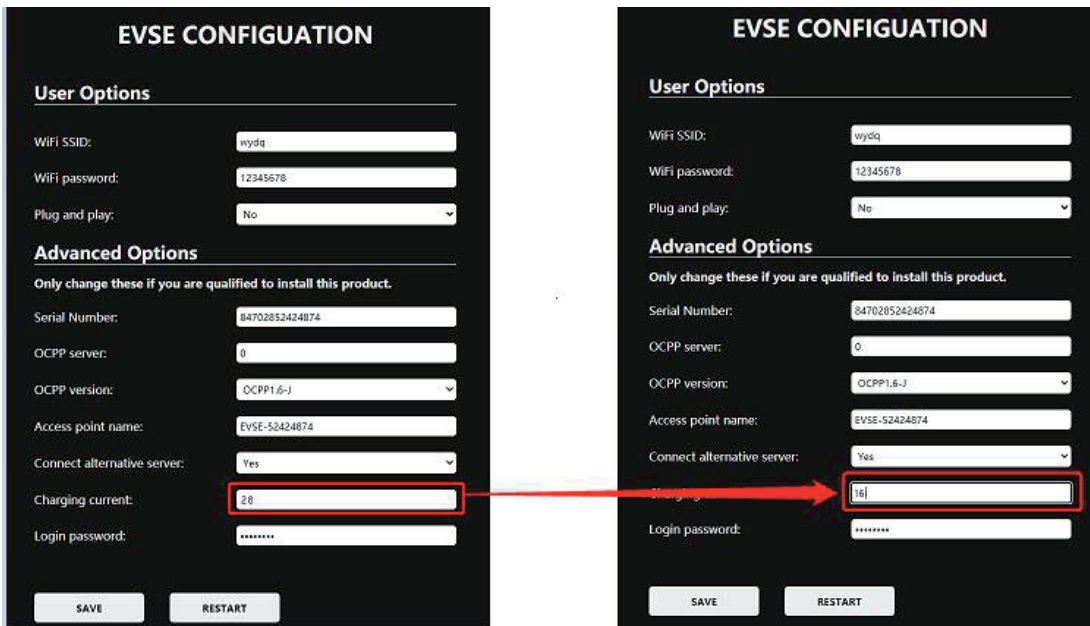 EVSE CONFIGUATION
User Options
WiFi SSID:
wydq
WiFi password:
12345678
Plug and play:
No
Advanced Options
Only change these if you are qualified to install this product.
Serial Number:
84702852424874
OCPP server:
0
OCPP version:
OCPP1.6-J
Access point name:
EVSE-52424874
Connect alternative server:
Yes
Charging current:
28
Login password:
••••••••
SAVE
RESTART
EVSE CONFIGUATION
User Options
WiFi SSID:
wydq
WiFi password:
12345678
Plug and play:
No
Advanced Options
Only change these if you are qualified to install this product.
Serial Number:
84702852424874
OCPP server:
0
OCPP version:
OCPP1.6-J
Access point name:
EVSE-52424874
Connect alternative server:
Yes
16
Login password:
••••••••
SAVE
RESTART